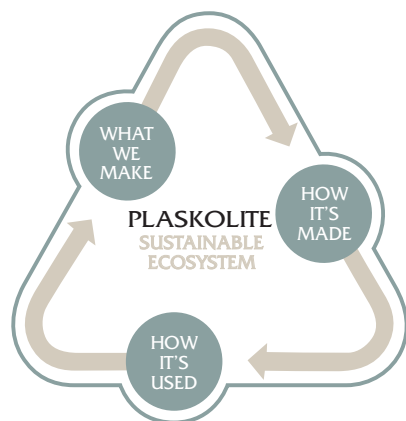 WHAT
WE
MAKE
HOW
IT'S
MADE
PLASKOLITE
SUSTAINABLE
ECOSYSTEM
HOW
IT'S
USED